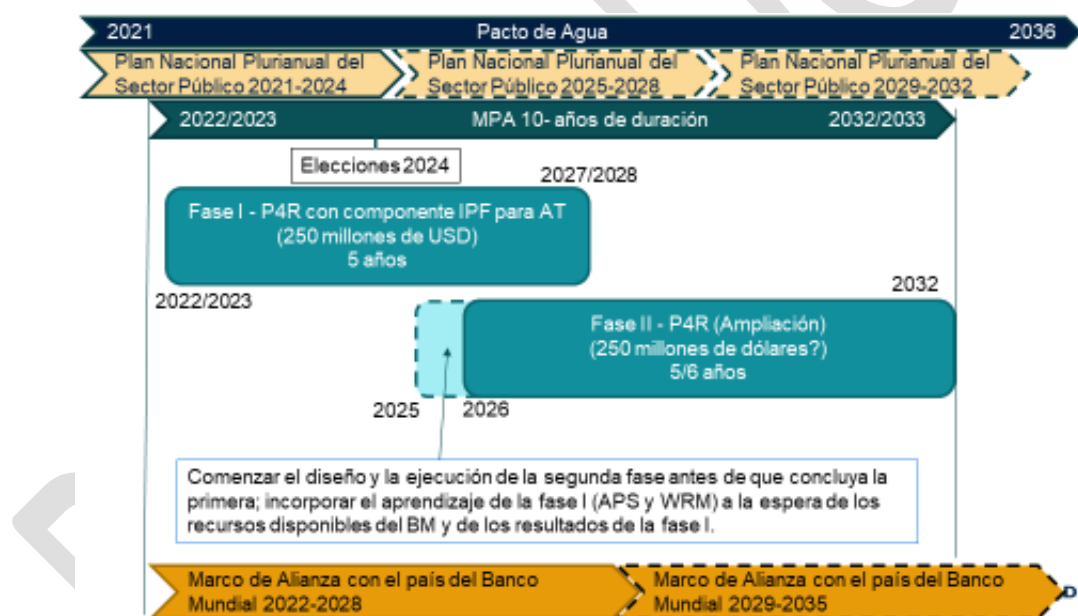 2021 Pacto de Agua 2036
Plan Nacional Plurianual del
Sector Público 2021-2024
Plan Nacional Plurianual del
Sector Público 2025-2028
Plan Nacional Plurianual del
Sector Público 2029-2032
2022/2023 MPA 10- años de duración 2032/2033
Elecciones 2024
2027/2028
Fase I - P4R con componente IPF para AT
(250 millones de USD)
5 años
2022/2023
2032
Fase II - P4R (Ampliación)
(250 millones de dólares?)
5/6 años
2025
2026
Comenzar el diseño y la ejecución de la segunda fase antes de que concluya la
primera; incorporar el aprendizaje de la fase I (APS y WRM) a la espera de los
recursos disponibles del BM y de los resultados de la fase I.
Marco de Alianza con el país del Banco
Mundial 2022-2028
Marco de Alianza con el país del Banco
Mundial 2029-2035
D